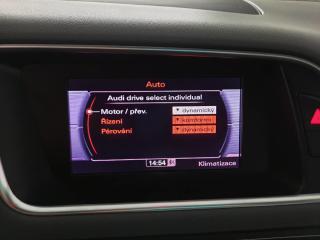 Auto
Audi drive select individual
Motor / přev. dynamický
Řízení komfortní
Pérování dynamický
14:54
Klimatizace